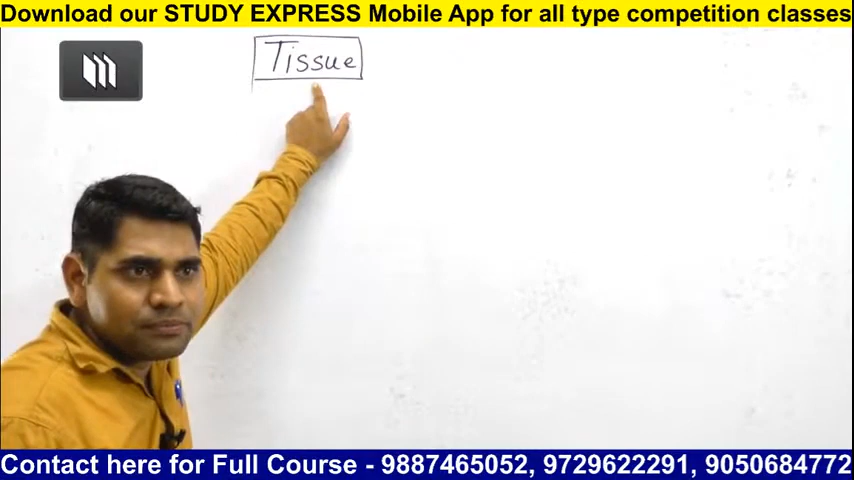 Download our STUDY EXPRESS Mobile App for all type competition classes
Tissue
Contact here for Full Course - 9887465052, 9729622291, 9050684772